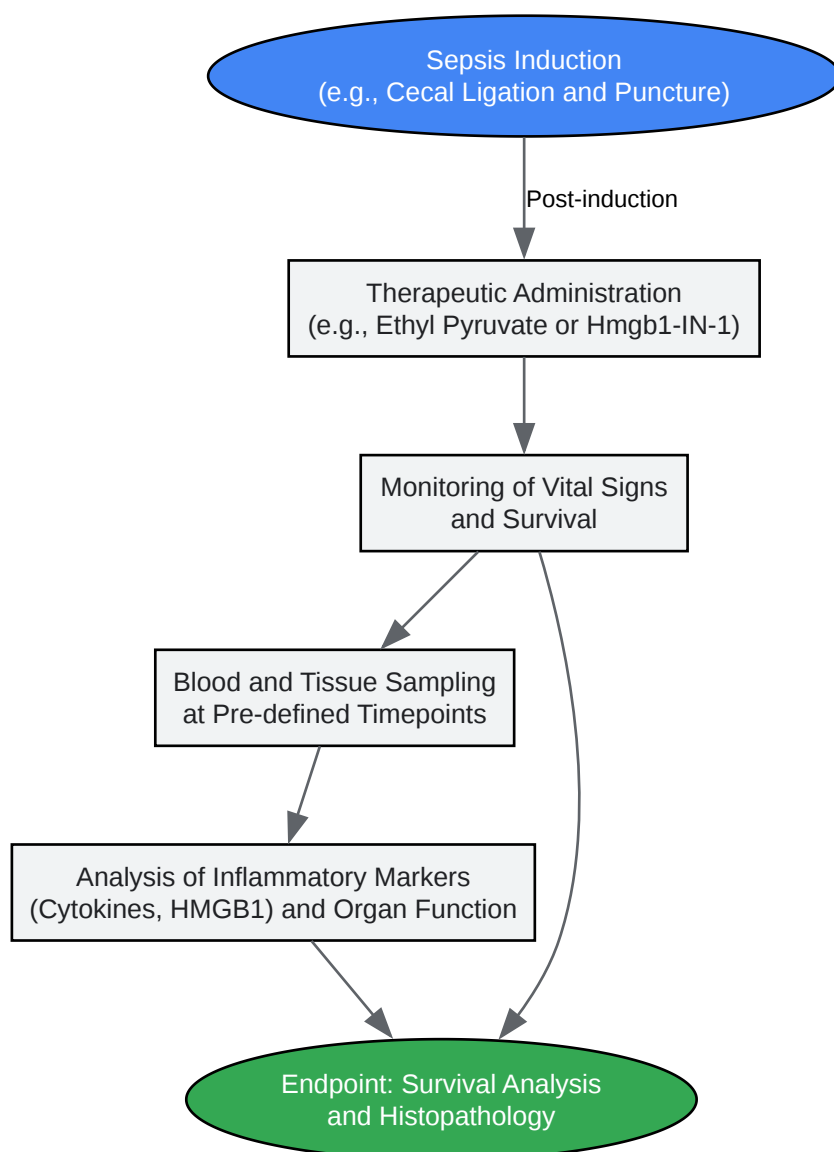 Sepsis Induction
(e.g., Cecal Ligation and Puncture)
Post-induction
Therapeutic Administration
(e.g., Ethyl Pyruvate or Hmgb1-IN-1)
Monitoring of Vital Signs
and Survival
Blood and Tissue Sampling
at Pre-defined Timepoints
Analysis of Inflammatory Markers
(Cytokines, HMGB1) and Organ Function
Endpoint: Survival Analysis
and Histopathology